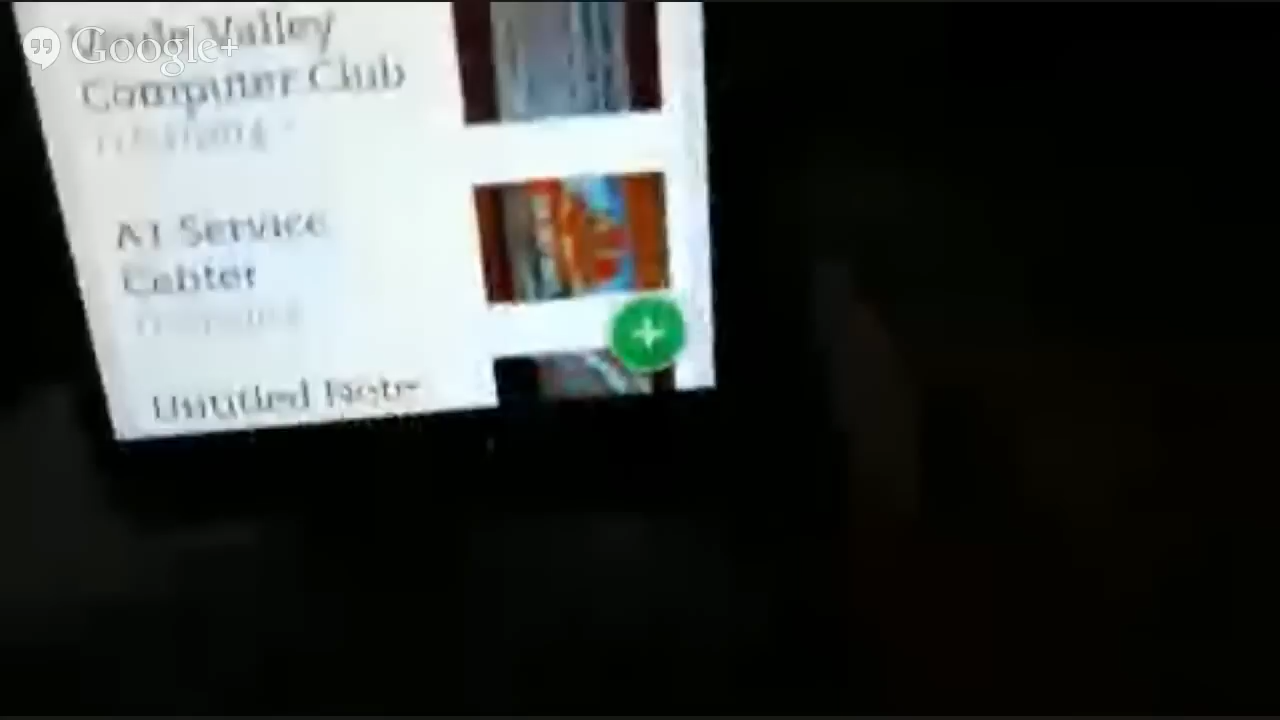 Google+
Valley
Computer Club
A1 Service
Center
Untitled Note